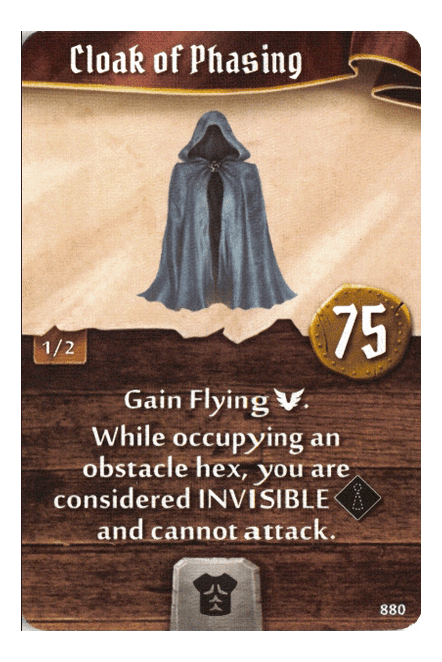 Cloak of Phasing
75
1/2
Gain Flying.
While occupying an
obstacle hex, you are
considered INVISIBLE
and cannot attack.
880